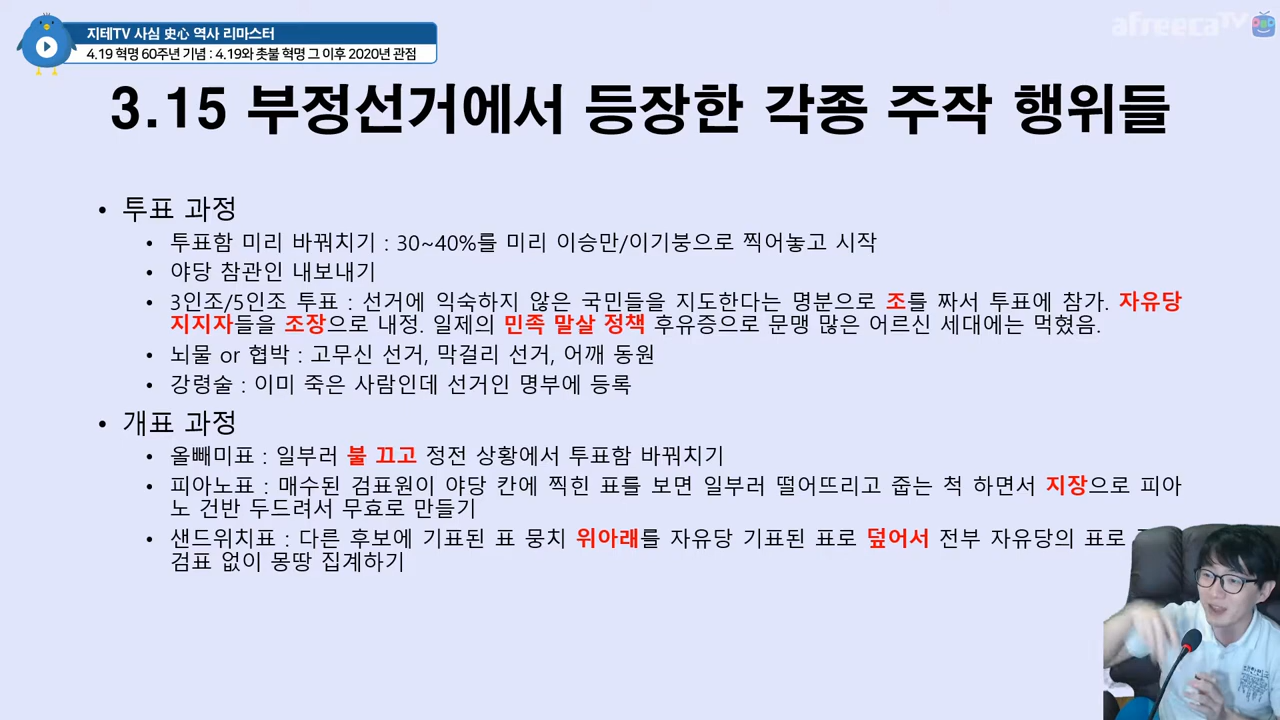 지테TV 사심 史心 역사 리마스터
4.19 혁명 60주년 기념 : 4.19와 촛불 혁명 그 이후 2020년 관점
afreecaTV
3.15 부정선거에서 등장한 각종 주작 행위들
• 투표 과정
• 투표함 미리 바꿔치기 : 30~40%를 미리 이승만/이기붕으로 찍어놓고 시작
• 야당 참관인 내보내기
• 3인조/5인조 투표 : 선거에 익숙하지 않은 국민들을 지도한다는 명분으로 조를 짜서 투표에 참가. 자유당
지지자들을 조장으로 내정. 일제의 민족 말살 정책 후유증으로 문맹 많은 어르신 세대에는 먹혔음.
• 뇌물 or 협박 : 고무신 선거, 막걸리 선거, 어깨 동원
• 강령술 : 이미 죽은 사람인데 선거인 명부에 등록
• 개표 과정
• 올빼미표 : 일부러 불 끄고 정전 상황에서 투표함 바꿔치기
• 피아노표 : 매수된 검표원이 야당 칸에 찍힌 표를 보면 일부러 떨어뜨리고 줍는 척 하면서 지장으로 피아
노 건반 두드려서 무효로 만들기
• 샌드위치표 : 다른 후보에 기표된 표 뭉치 위아래를 자유당 기표된 표로 덮어서 전부 자유당의 표로
검표 없이 몽땅 집계하기